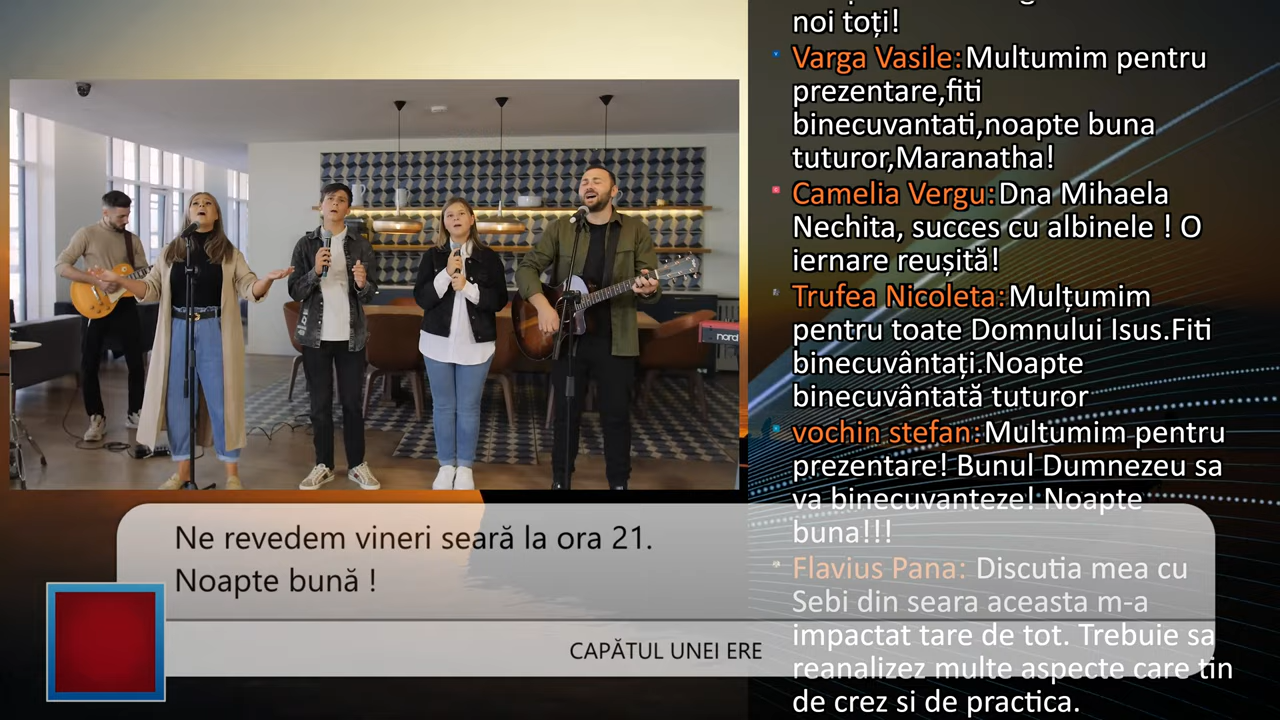 noi toți!
Varga Vasile: Multumim pentru
prezentare,fiti
binecuvantati,noapte buna
tuturor,Maranatha!
Camelia Vergu: Dna Mihaela
Nechita, succes cu albinele ! O
iernare reușită!
Trufea Nicoleta: Mulțumim
pentru toate Domnului Isus.Fiti
binecuvântați.Noapte
binecuvântată tuturor
vochin stefan: Multumim pentru
prezentare! Bunul Dumnezeu sa
va binecuvanteze! Noapte
buna!!!
Flavius Pana: Discutia mea cu
Sebi din seara aceasta m-a
impactat tare de tot. Trebuie sa
reanalizez multe aspecte care tin
de crez si de practica.
nord
Ne revedem vineri seară la ora 21.
Noapte bună !
CAPĂTUL UNEI ERE